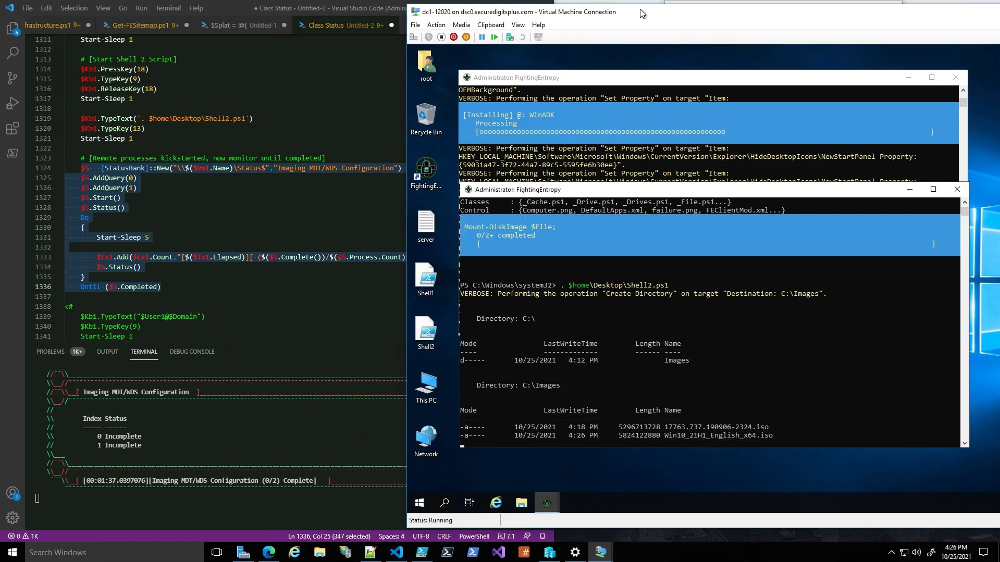 File Edit Selection View Go Run Terminal Help
● Class Status • Untitled-2 - Visual Studio Code [Admini
frastructure.ps1 9+ ●
Get-FESitemap.ps1 9+ ●
$Splat = @{ Untitled-1 ●
Class Status Untitled-2 9+ ●
1311 Start-Sleep 1
1312
1313 # [Start Shell 2 Script]
1314 $Kb1.PressKey(18)
1315 $Kb1.TypeKey(9)
1316 $Kb1.ReleaseKey(18)
1317 Start-Sleep 1
1318
1319 $Kb1.TypeText('. $home\Desktop\Shell2.ps1')
1320 $Kb1.TypeKey(13)
1321 Start-Sleep 1
1322
1323 # [Remote processes kickstarted, now monitor until completed]
1324 $S = [StatusBank]::New("\\$($Vm1.Name)\Status$","Imaging MDT/WDS Configuration")
1325 $S.AddQuery(0)
1326 $S.AddQuery(1)
1327 $S.Start()
1328 $S.Status()
1329 Do
1330 {
1331 Start-Sleep 5
1332
1333 $Lx1.Add($Lx1.Count,"[$($Tx1.Elapsed)][ ($($S.Complete())/$($S.Process.Count)
1334 $S.Status()
1335 }
1336 Until ($S.Completed)
1337
1338 <#
1339 $Kb1.TypeText("$User1@$Domain")
1340 $Kb1.TypeKey(9)
1341 Start-Sleep 1
PROBLEMS 1K+ OUTPUT TERMINAL DEBUG CONSOLE
[ Imaging MDT/WDS Configuration ]
Index Status
----- ------
0 Incomplete
1 Incomplete
[ [00:01:37.0397076][Imaging MDT/WDS Configuration (0/2) Complete] ]
5
1
0 1K
Ln 1336, Col 25 (347 selected) Spaces: 4 UTF-8 CRLF PowerShell 7.1
dc1-12020 on dsc0.securedigitsplus.com - Virtual Machine Connection
File Action Media Clipboard View Help
root
Recycle Bin
FightingE...
server
Shell1
Shell2
This PC
Network
Administrator: FightingEntropy
OEMBackground".
VERBOSE: Performing the operation "Set Property" on target "Item:
[Installing] @: WinADK
Processing
[ooooooooooooooooooooooooooooooooooooooooooooooooooooooooooo ]
VERBOSE: Performing the operation "Set Property" on target "Item:
HKEY_LOCAL_MACHINE\Software\Microsoft\Windows\CurrentVersion\Explorer\HideDesktopIcons\NewStartPanel Property:
{59031a47-3f72-44a7-89c5-5595fe6b30ee}".
VERBOSE: Performing the operation "Set Property" on target "Item:
HKEY_LOCAL_MACHINE\Software\Microsoft\Windows\CurrentVersion\Explorer\HideDesktopIcons\NewStartPanel Property:
Administrator: FightingEntropy
Classes : {_Cache.ps1, _Drive.ps1, _Drives.ps1, _File.ps1...}
Control : {Computer.png, DefaultApps.xml, failure.png, FEClientMod.xml...}
Mount-DiskImage $File;
0/2+ completed
[ ]
PS C:\Windows\system32> . $home\Desktop\Shell2.ps1
VERBOSE: Performing the operation "Create Directory" on target "Destination: C:\Images".
Directory: C:\
Mode LastWriteTime Length Name
---- ------------- ------ ----
d----- 10/25/2021 4:12 PM Images
Directory: C:\Images
Mode LastWriteTime Length Name
---- ------------- ------ ----
-a---- 10/25/2021 4:18 PM 5296713728 17763.737.190906-2324.iso
-a---- 10/25/2021 4:26 PM 5824122880 Win10_21H1_English_x64.iso
Status: Running
Search Windows
4:26 PM
10/25/2021